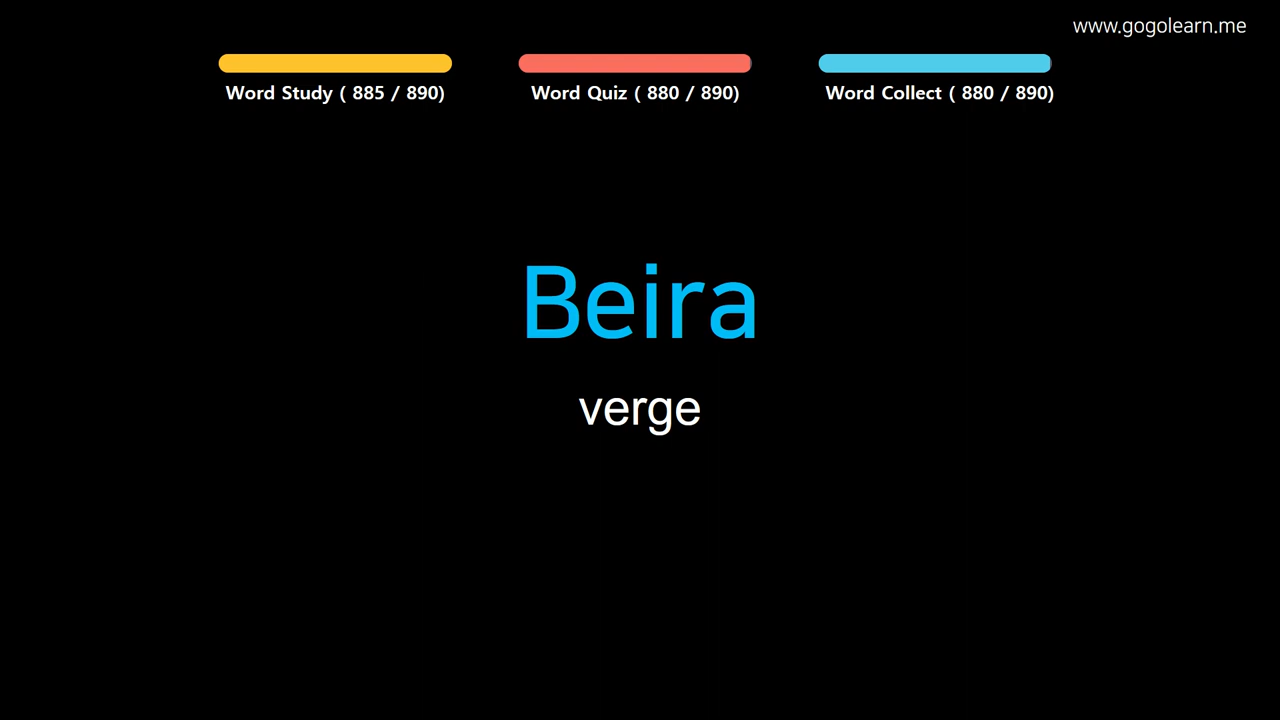 www.gogolearn.me
Word Study ( 885 / 890)
Word Quiz ( 880 / 890)
Word Collect ( 880 / 890)
Beira
verge